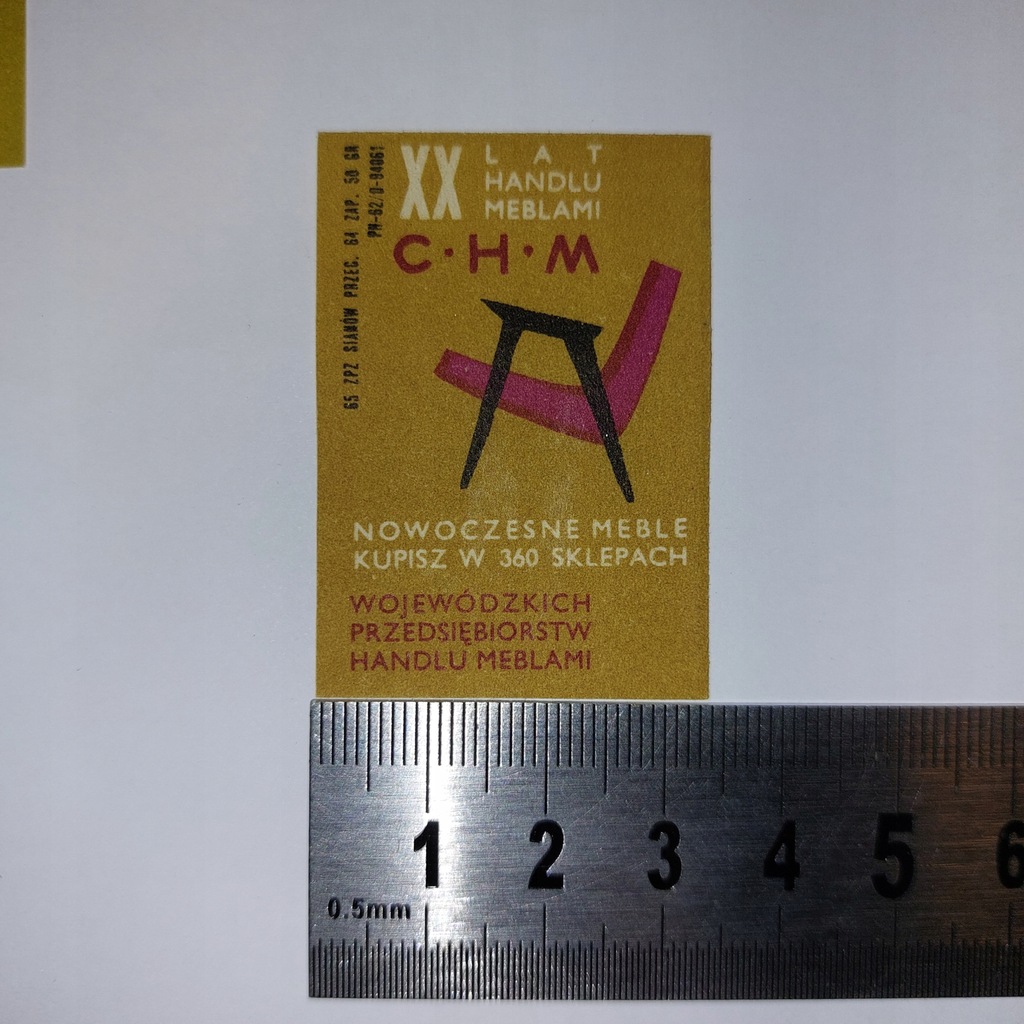 65 ZPZ SIANÓW PRZEC. 64 ZAP. 50 GR
PN-62/0-94061
XX
LAT
HANDLU
MEBLAMI
C·H·M
NOWOCZESNE MEBLE
KUPISZ W 360 SKLEPACH
WOJEWÓDZKICH
PRZEDSIĘBIORSTW
HANDLU MEBLAMI
1 2 3 4 5 6
0.5mm